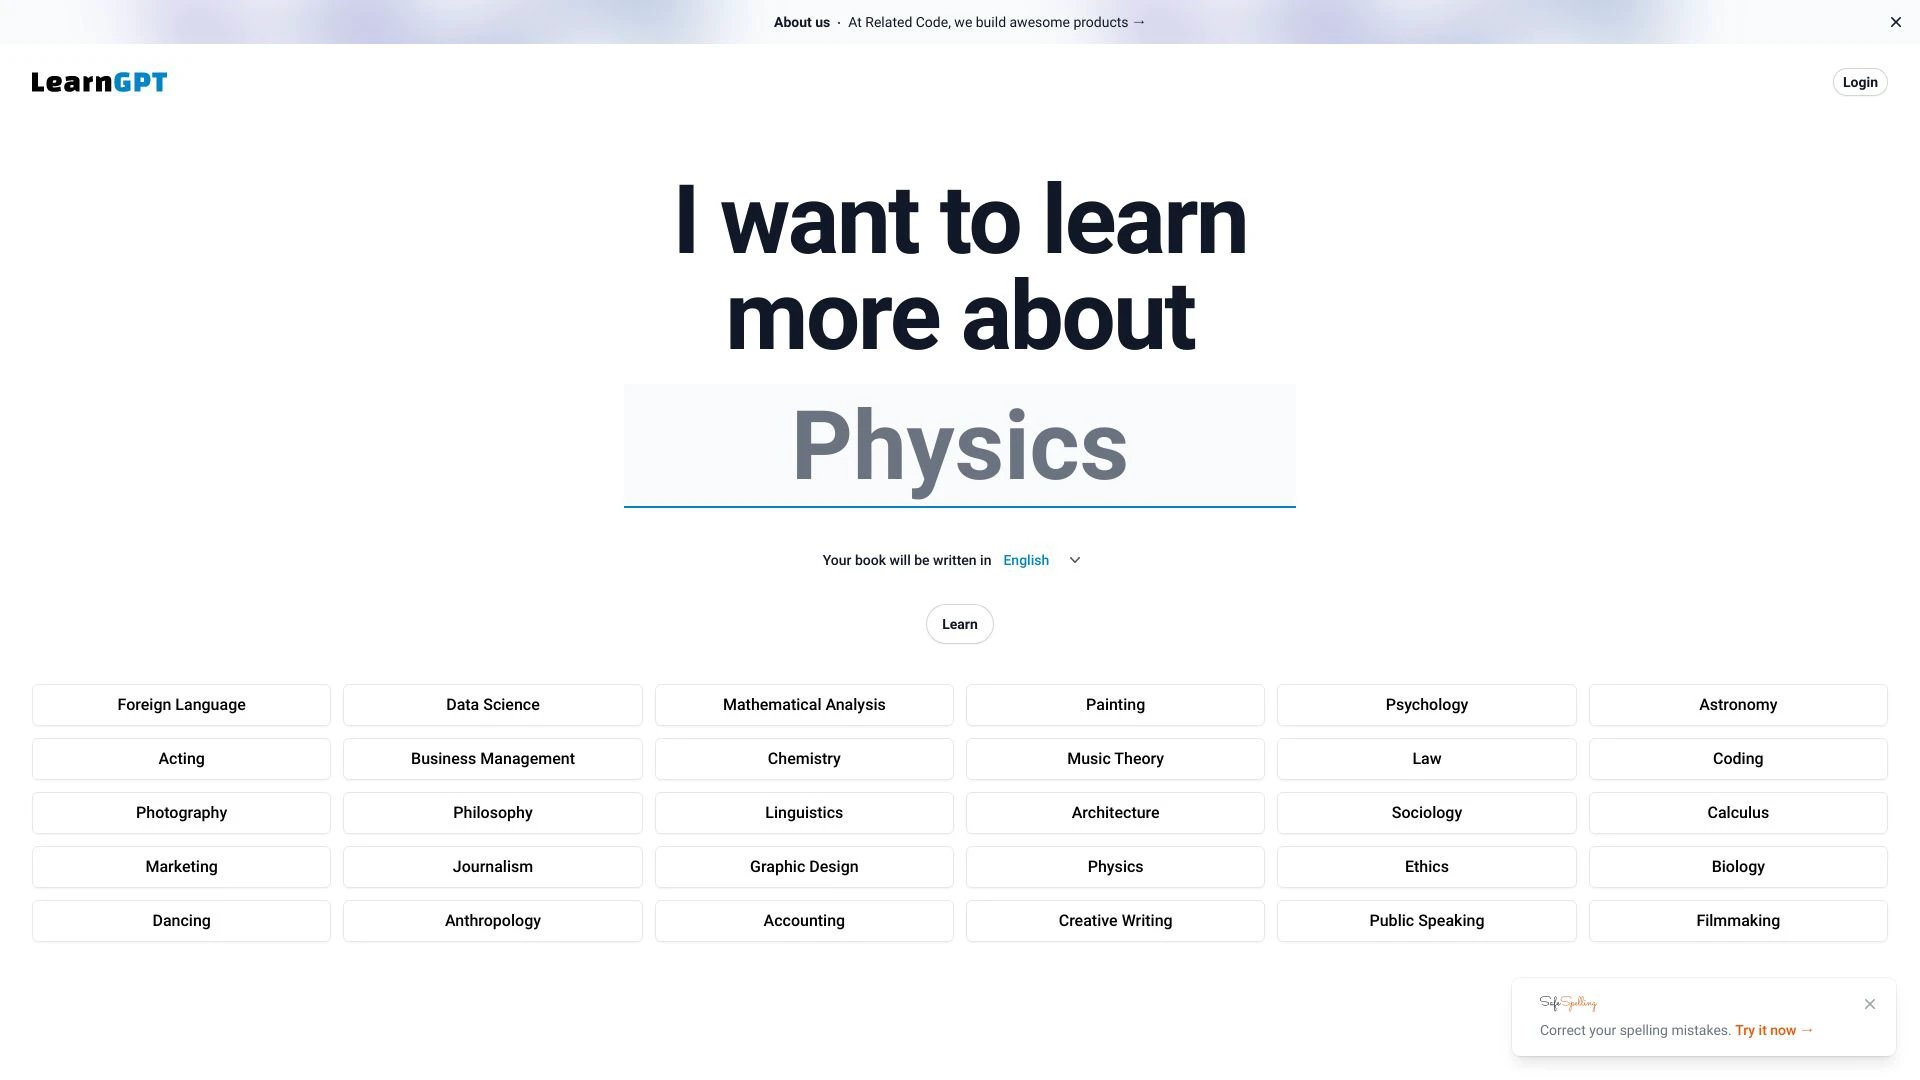 About us · At Related Code, we build awesome products →
LearnGPT
Login
I want to learn
more about
Physics
Your book will be written in English
Learn
Foreign Language
Data Science
Mathematical Analysis
Painting
Psychology
Astronomy
Acting
Business Management
Chemistry
Music Theory
Law
Coding
Photography
Philosophy
Linguistics
Architecture
Sociology
Calculus
Marketing
Journalism
Graphic Design
Physics
Ethics
Biology
Dancing
Anthropology
Accounting
Creative Writing
Public Speaking
Filmmaking
SafeSpelling
Correct your spelling mistakes. Try it now →